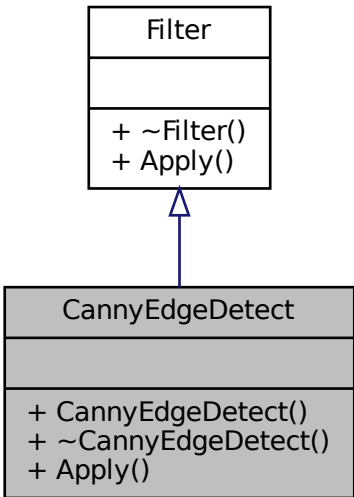 Filter
+ ~Filter()
+ Apply()
CannyEdgeDetect
+ CannyEdgeDetect()
+ ~CannyEdgeDetect()
+ Apply()